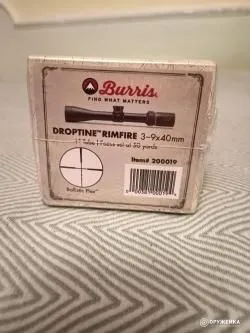 Burris
FIND WHAT MATTERS
DROPTINE™ RIMFIRE 3-9x40mm
1" Tube | Focus set at 50 yards
Item# 200019
Ballistic Plex™
ОРУЖЕЙКА